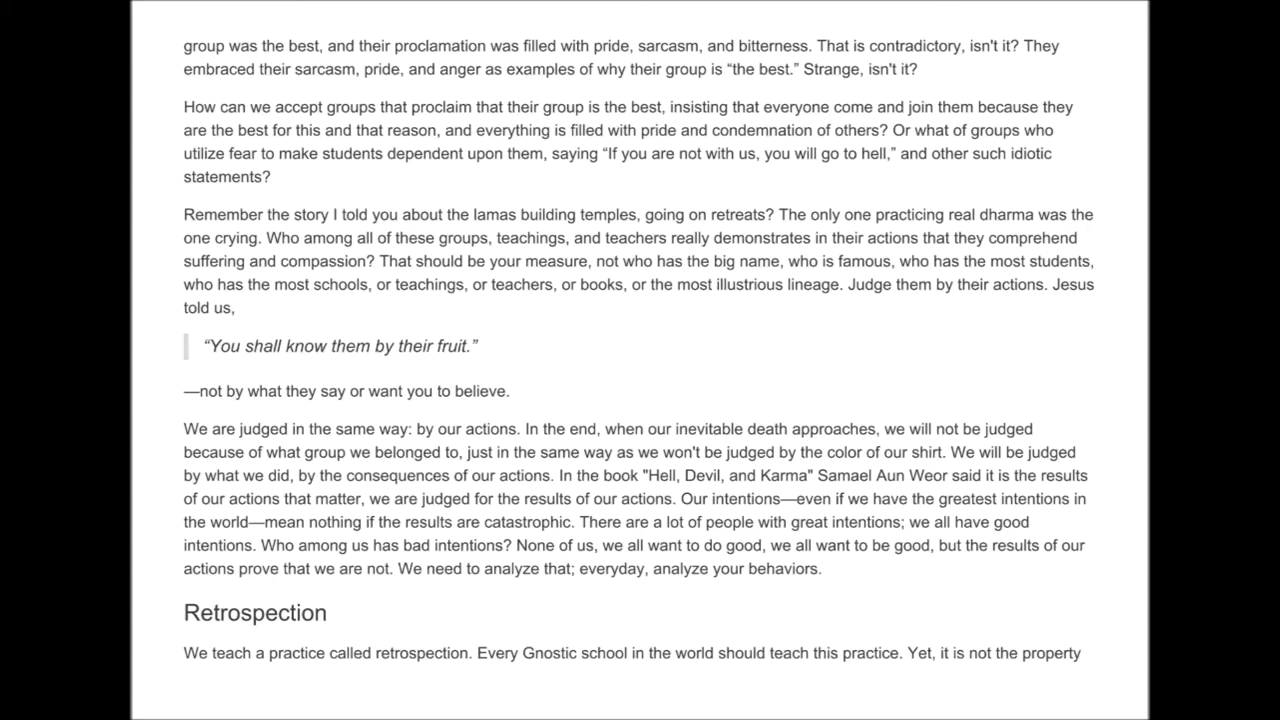 group was the best, and their proclamation was filled with pride, sarcasm, and bitterness. That is contradictory, isn't it? They
embraced their sarcasm, pride, and anger as examples of why their group is “the best.” Strange, isn't it?
How can we accept groups that proclaim that their group is the best, insisting that everyone come and join them because they
are the best for this and that reason, and everything is filled with pride and condemnation of others? Or what of groups who
utilize fear to make students dependent upon them, saying “If you are not with us, you will go to hell,” and other such idiotic
statements?
Remember the story I told you about the lamas building temples, going on retreats? The only one practicing real dharma was the
one crying. Who among all of these groups, teachings, and teachers really demonstrates in their actions that they comprehend
suffering and compassion? That should be your measure, not who has the big name, who is famous, who has the most students,
who has the most schools, or teachings, or teachers, or books, or the most illustrious lineage. Judge them by their actions. Jesus
told us,
“You shall know them by their fruit.”
—not by what they say or want you to believe.
We are judged in the same way: by our actions. In the end, when our inevitable death approaches, we will not be judged
because of what group we belonged to, just in the same way as we won't be judged by the color of our shirt. We will be judged
by what we did, by the consequences of our actions. In the book "Hell, Devil, and Karma" Samael Aun Weor said it is the results
of our actions that matter, we are judged for the results of our actions. Our intentions—even if we have the greatest intentions in
the world—mean nothing if the results are catastrophic. There are a lot of people with great intentions; we all have good
intentions. Who among us has bad intentions? None of us, we all want to do good, we all want to be good, but the results of our
actions prove that we are not. We need to analyze that; everyday, analyze your behaviors.
Retrospection
We teach a practice called retrospection. Every Gnostic school in the world should teach this practice. Yet, it is not the property